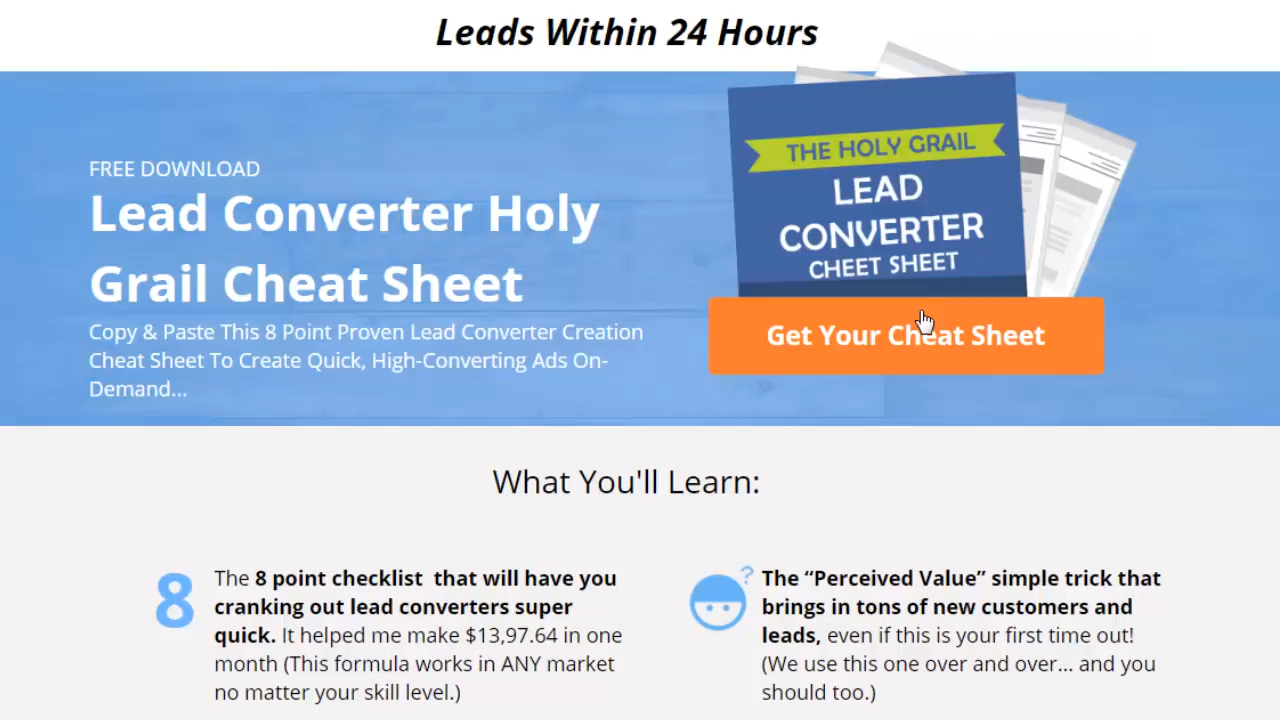 Leads Within 24 Hours
FREE DOWNLOAD
Lead Converter Holy
Grail Cheat Sheet
Copy & Paste This 8 Point Proven Lead Converter Creation
Cheat Sheet To Create Quick, High-Converting Ads On-
Demand...
THE HOLY GRAIL
LEAD
CONVERTER
CHEET SHEET
Get Your Cheat Sheet
What You'll Learn:
8
The 8 point checklist  that will have you
cranking out lead converters super
quick. It helped me make $13,97.64 in one
month (This formula works in ANY market
no matter your skill level.)
?
The “Perceived Value” simple trick that
brings in tons of new customers and
leads, even if this is your first time out!
(We use this one over and over... and you
should too.)